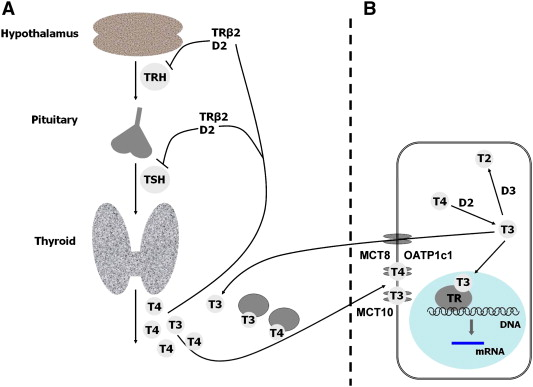 A
Hypothalamus
TRβ2
D2
TRH
Pituitary
TRβ2
D2
TSH
Thyroid
T4
T4
T3
T4
T4
T3
T3
T4
B
T2
T4
D2
D3
T3
MCT8
OATP1c1
T4
T3
MCT10
T3
TR
DNA
mRNA